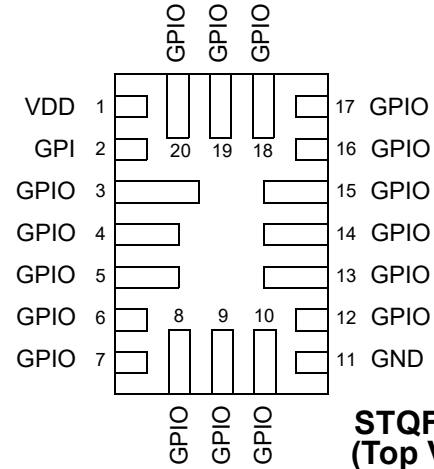 GPIO GPIO GPIO
VDD 1
GPI 2
GPIO 3
GPIO 4
GPIO 5
GPIO 6
GPIO 7
20 19 18
17 GPIO
16 GPIO
15 GPIO
14 GPIO
13 GPIO
12 GPIO
11 GND
8 9 10
GPIO GPIO GPIO
(Top